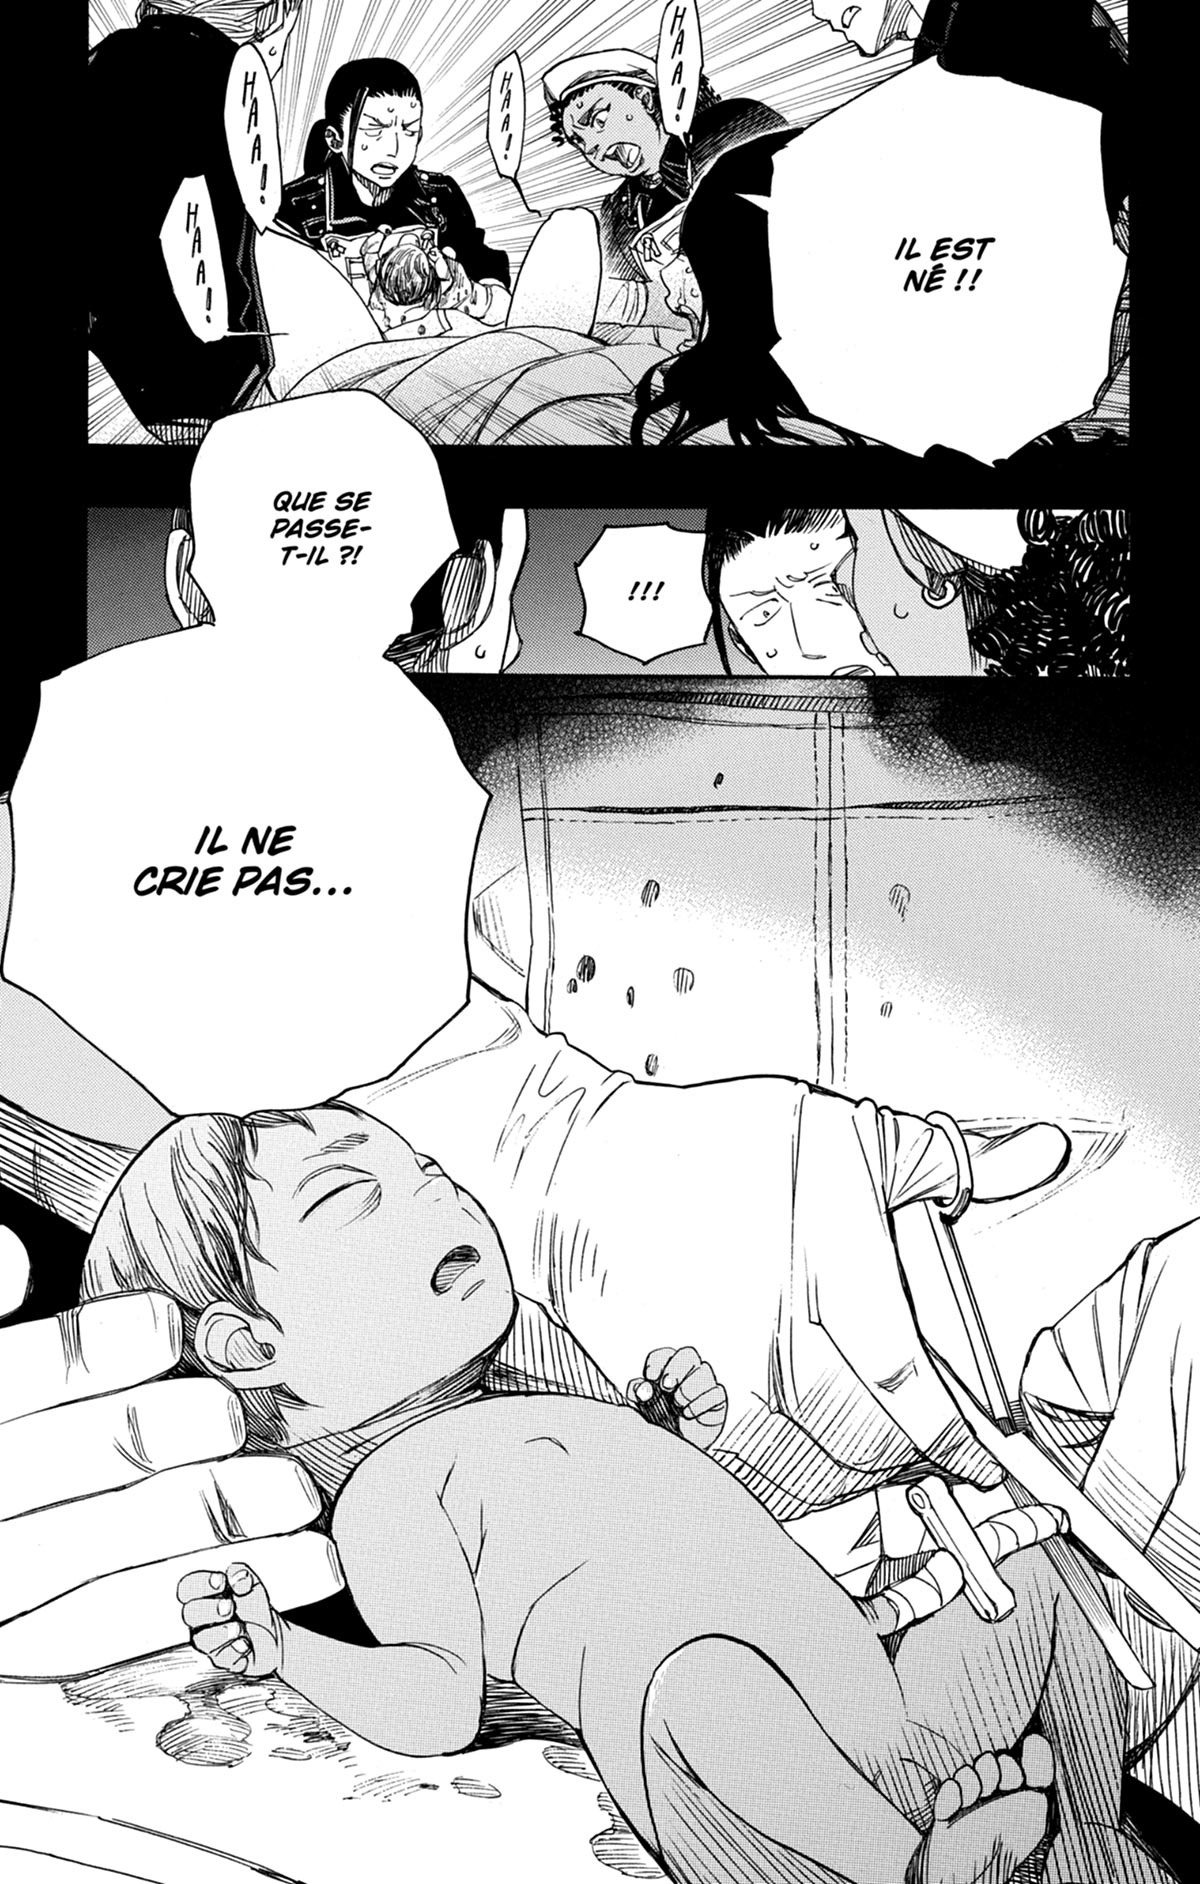 IL EST
NÉ !!
HAA!
HAA!
HAA!
HAA!
!!!
QUE SE
PASSE-
T-IL ?!
IL NE
CRIE PAS...